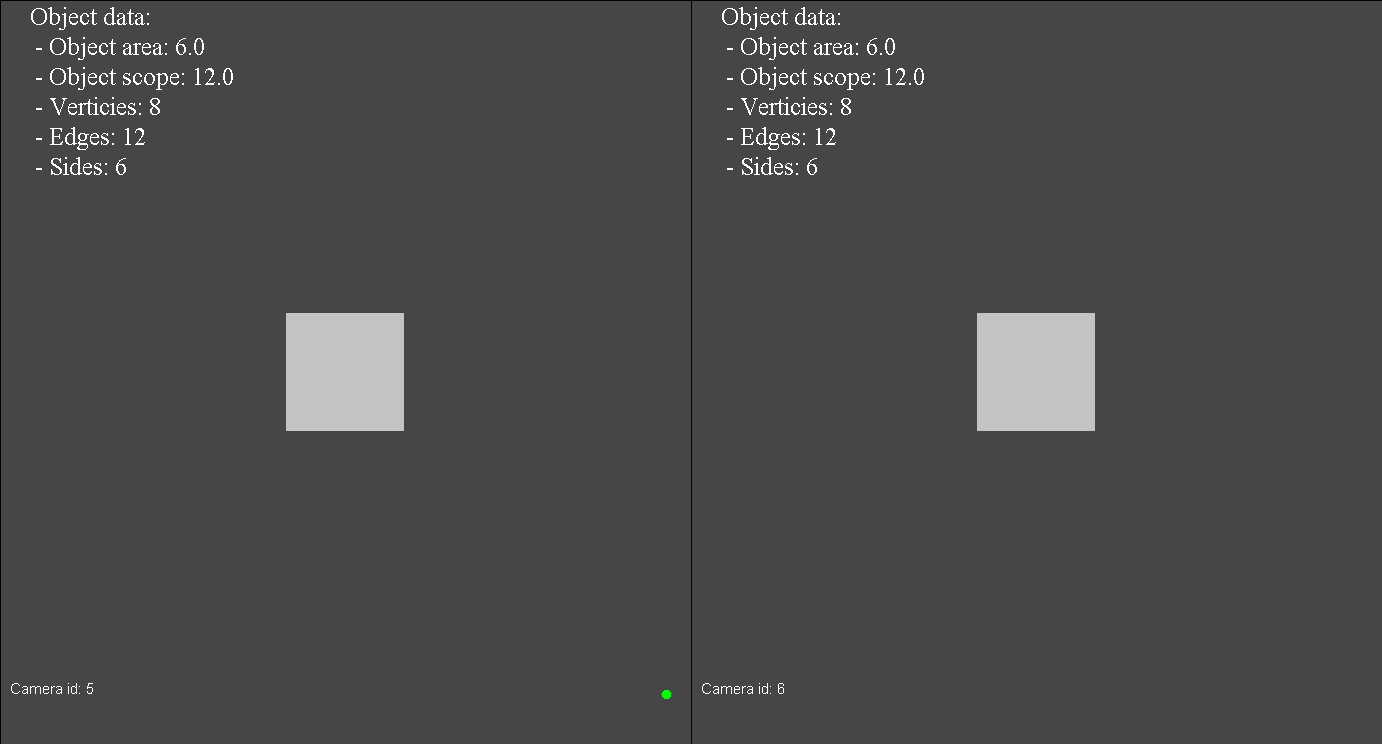 Object data:
- Object area: 6.0
- Object scope: 12.0
- Verticies: 8
- Edges: 12
- Sides: 6
Camera id: 5
Object data:
- Object area: 6.0
- Object scope: 12.0
- Verticies: 8
- Edges: 12
- Sides: 6
Camera id: 6